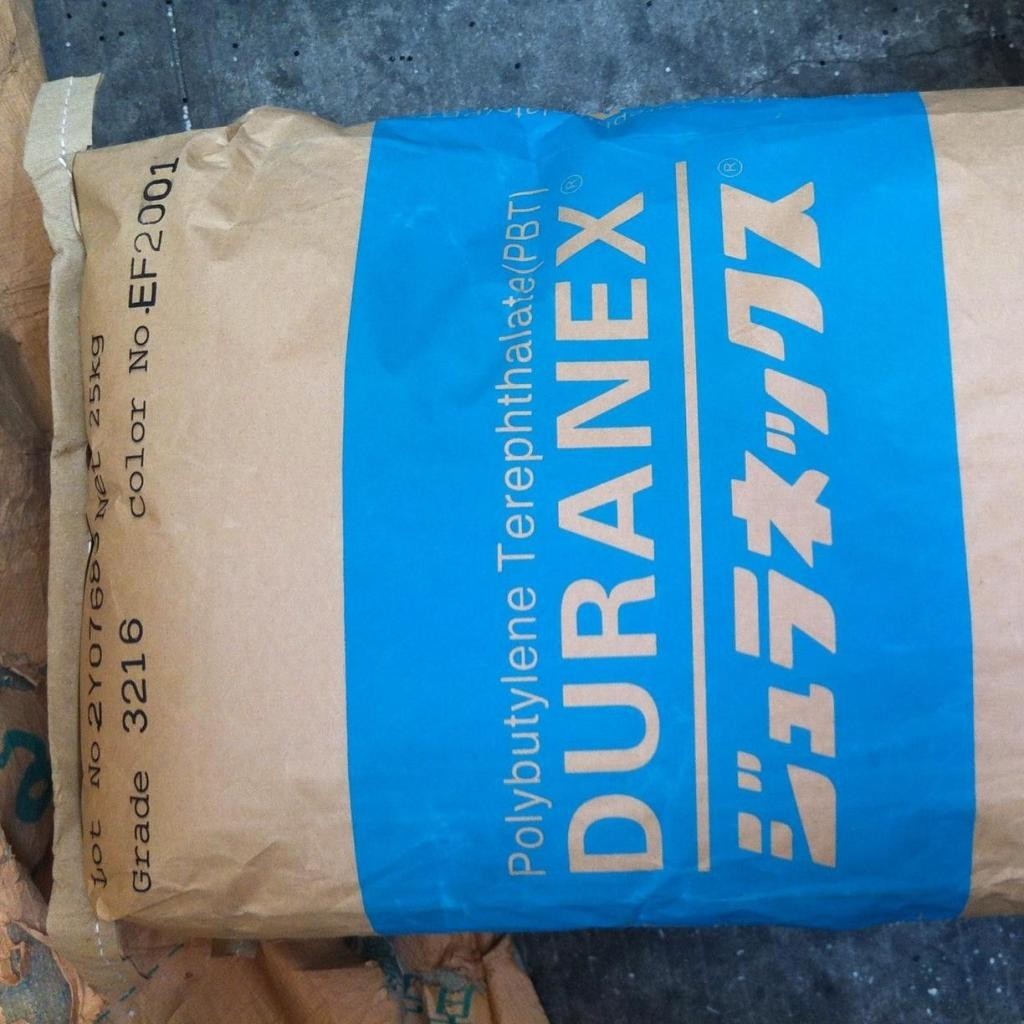 Lot No 2Y07685 Net 25kg
Grade 3216 Color No.EF2001
Polybutylene Terephthalate(PBT)
DURANEX®
ジュラネックス®